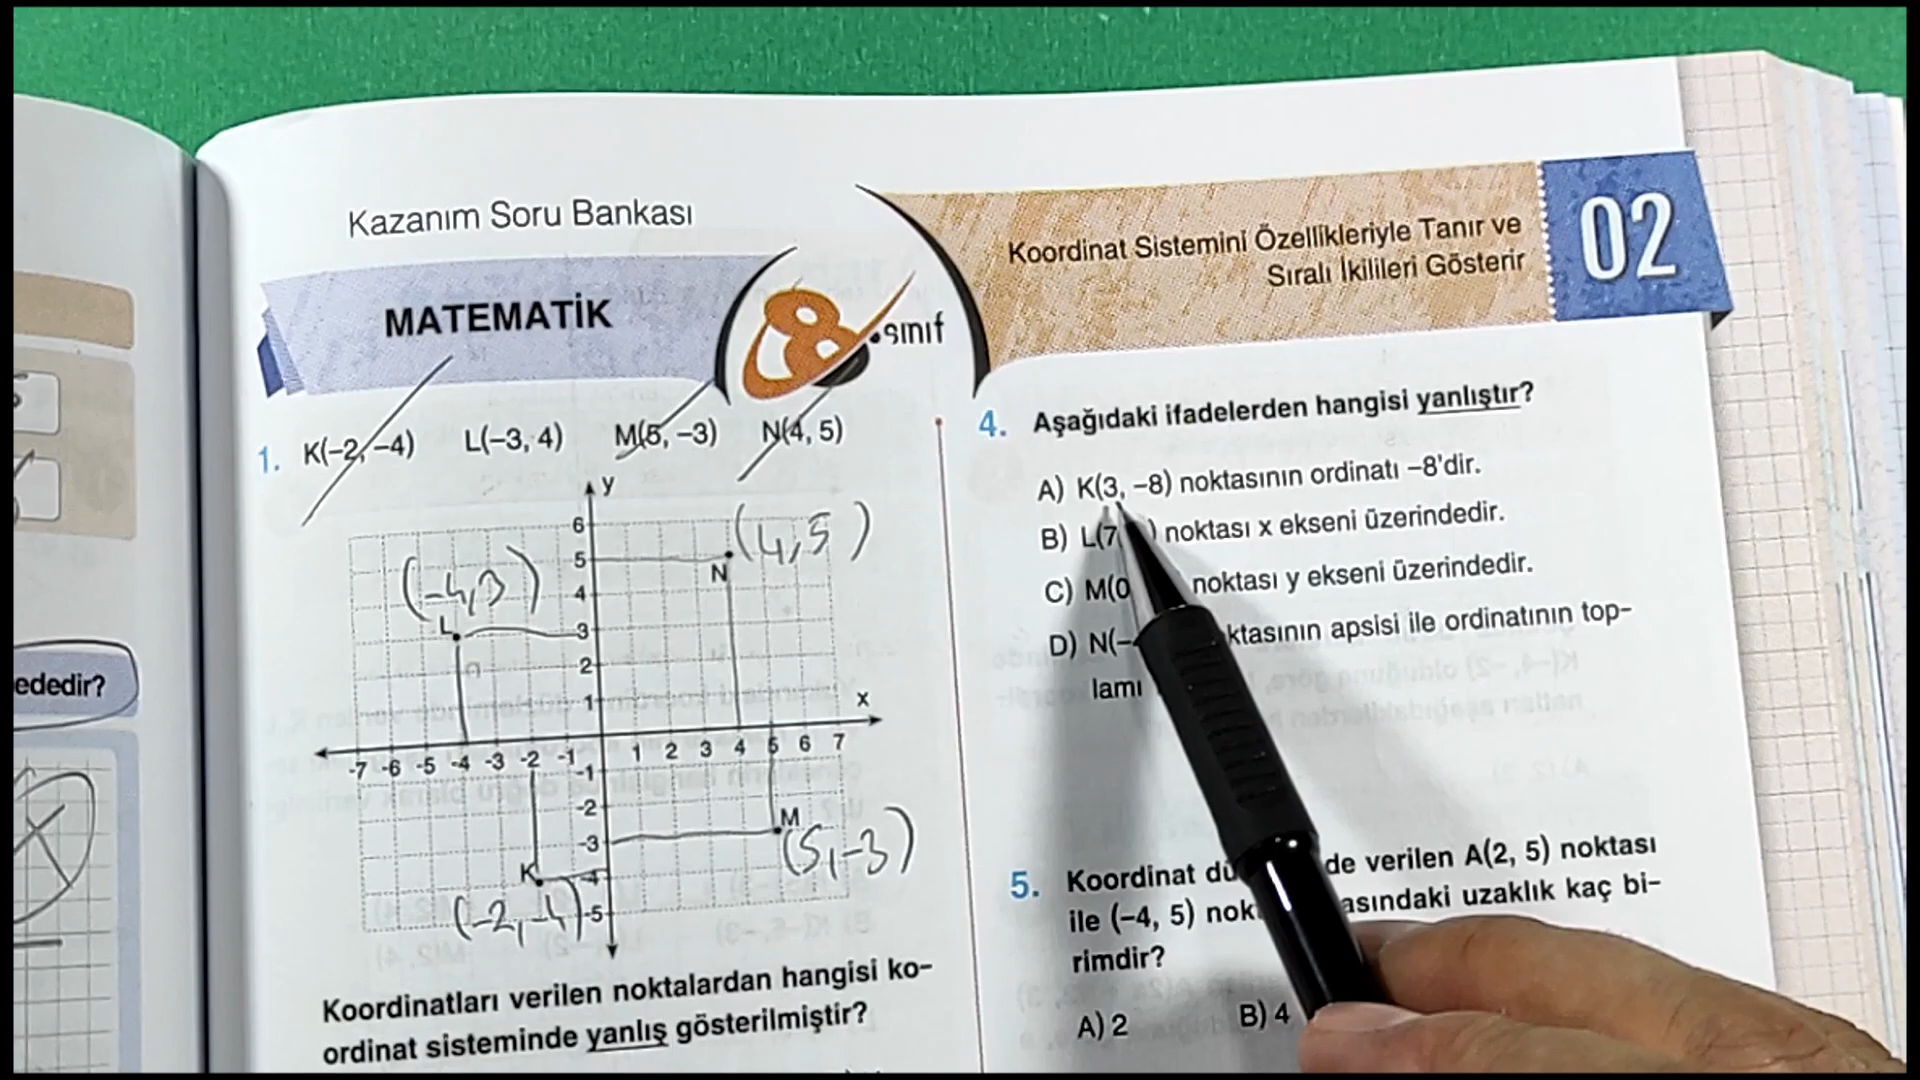 Kazanım Soru Bankası
MATEMATİK
8.sınıf
Koordinat Sistemini Özellikleriyle Tanır ve
Sıralı İkilileri Gösterir
02
ededir?
1. K(–2, –4) L(–3, 4) M(5, –3) N(4, 5)
y
6
5
4
3
2
1
x
-7 -6 -5 -4 -3 -2 -1 1 2 3 4 5 6 7
-1
-2
-3
-4
-5
(-4,3)
L
(4,5)
N
M
(5,-3)
K
(-2,-4)
Koordinatları verilen noktalardan hangisi ko-
ordinat sisteminde yanlış gösterilmiştir?
4. Aşağıdaki ifadelerden hangisi yanlıştır?
A) K(3, –8) noktasının ordinatı –8'dir.
B) L(7 ) noktası x ekseni üzerindedir.
C) M(0 noktası y ekseni üzerindedir.
D) N(– apsisi ile ordinatının top-
lamı
5. Koordinat de verilen A(2, 5) noktası
ile (–4, 5) uzaklık kaç bi-
rimdir?
A) 2 B) 4